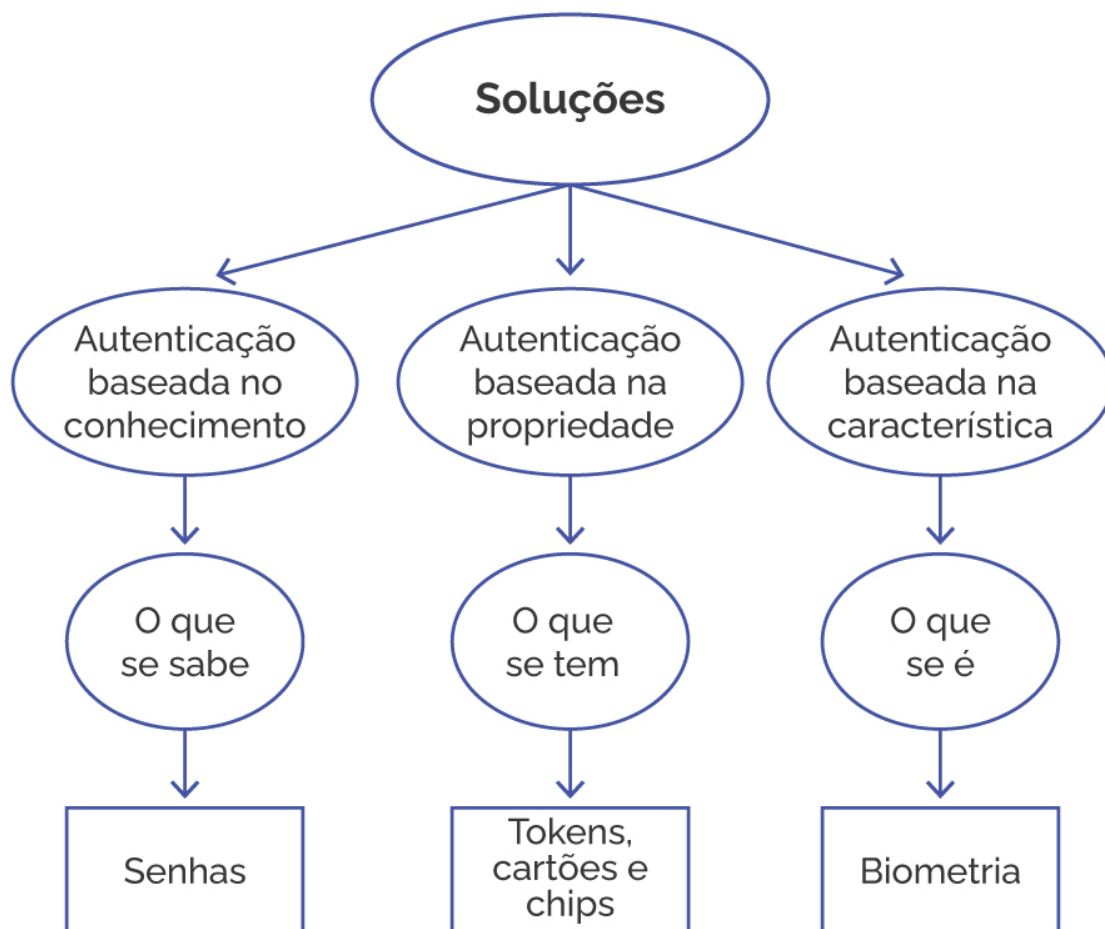 Soluções
Autenticação
baseada no
conhecimento
Autenticação
baseada na
propriedade
Autenticação
baseada na
característica
O que
se sabe
O que
se tem
O que
se é
Senhas
Tokens,
cartões e
chips
Biometria